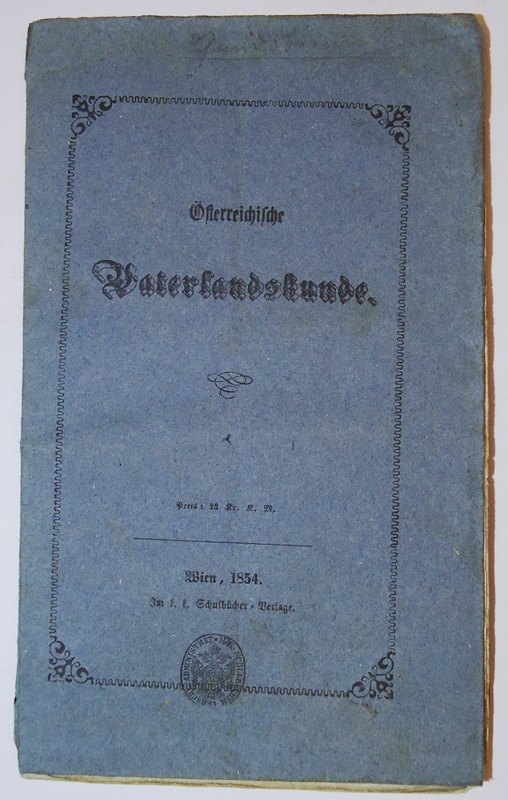 Österreichische
Vaterlandskunde.
Preis: 12 Kr. K. M.
Wien, 1854.
Im k. k. Schulbücher-Verlage.